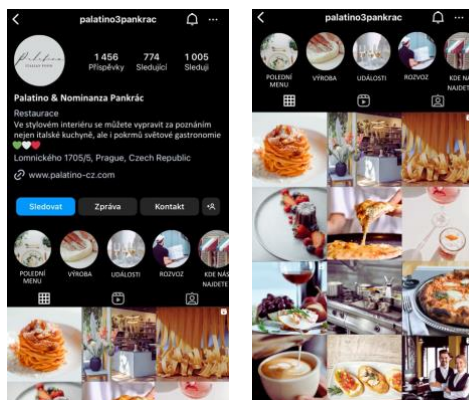 palatino3pankrac
Palatino
1 456
774
1 005
Příspěvky
Sledující
Sleduji
Palatino & Nominanza Pankrác
Restaurace
Ve stylovém interiéru se můžete vypravit za poznáním
nejen italské kuchyně, ale i pokrmů světové gastronomie
Lomnického 1705/5, Prague, Czech Republic
www.palatino-cz.com
Sledovat
Zpráva
Kontakt
POLEDNÍ
MENU
VÝROBA
UDÁLOSTI
ROZVOZ
KDE NÁS
NAJDETE
palatino3pankrac
POLEDNÍ
MENU
VÝROBA
UDÁLOSTI
ROZVOZ
KDE NÁ
NAJDET